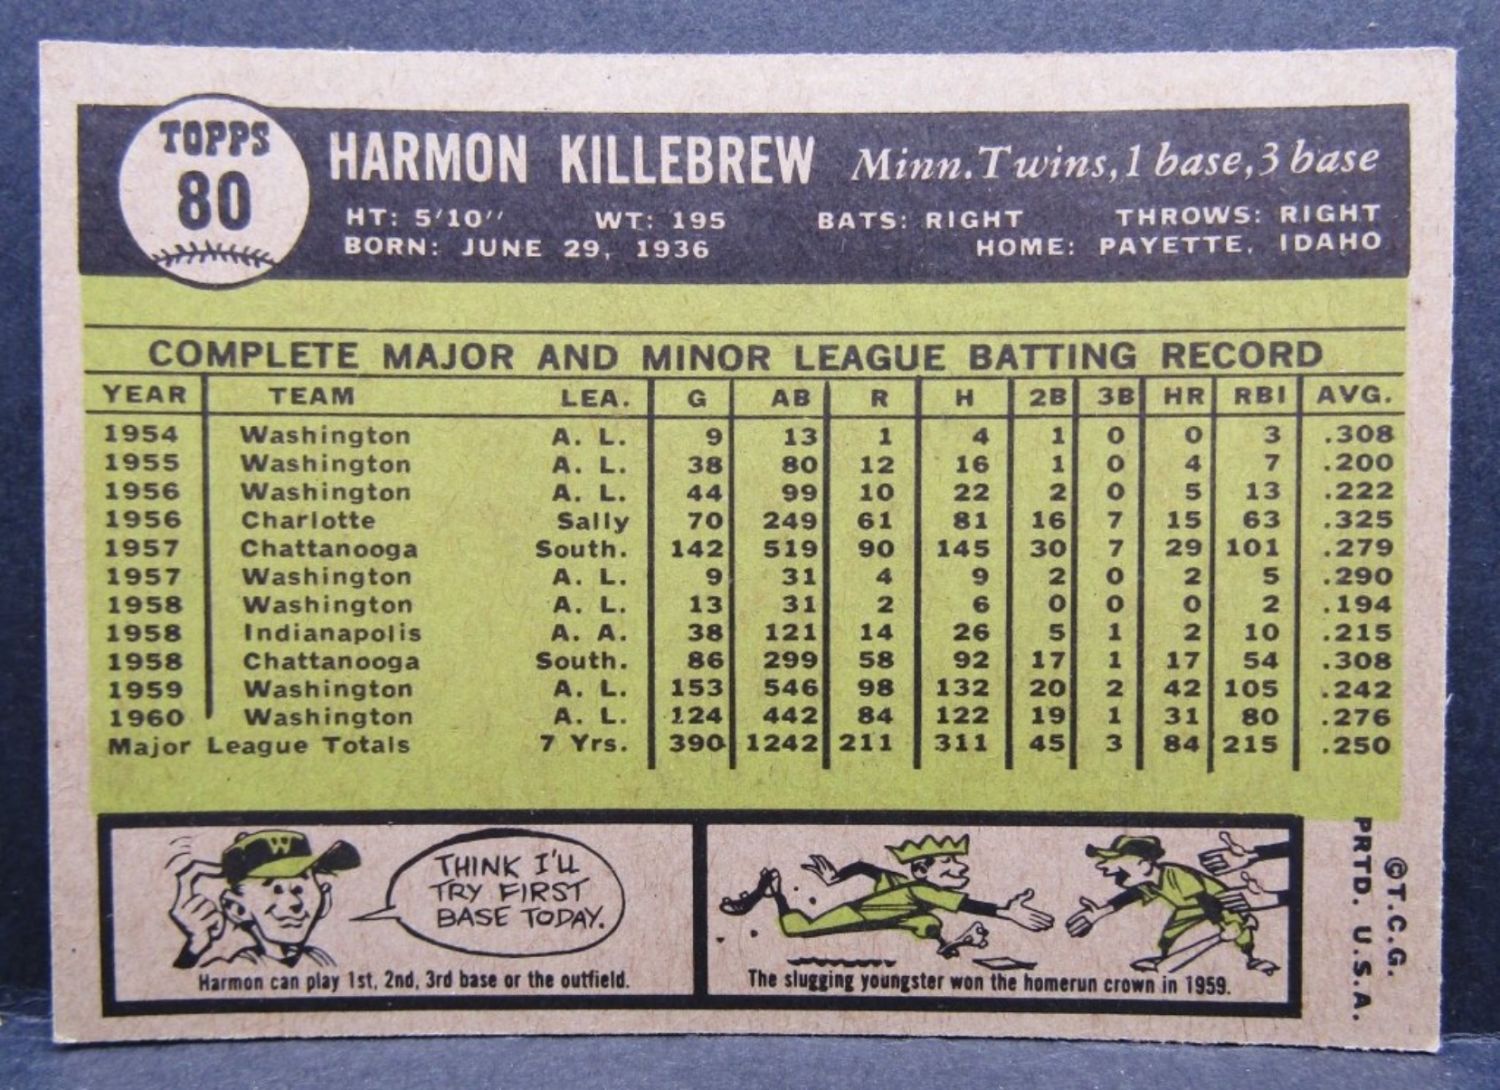 TOPPS
80
HARMON KILLEBREW Minn. Twins, 1 base, 3 base
HT: 5'10'' WT: 195 BATS: RIGHT THROWS: RIGHT
BORN: JUNE 29, 1936 HOME: PAYETTE, IDAHO
COMPLETE MAJOR AND MINOR LEAGUE BATTING RECORD
YEAR TEAM LEA. G AB R H 2B 3B HR RBI AVG.
1954 Washington A. L. 9 13 1 4 1 0 0 3 .308
1955 Washington A. L. 38 80 12 16 1 0 4 7 .200
1956 Washington A. L. 44 99 10 22 2 0 5 13 .222
1956 Charlotte Sally 70 249 61 81 16 7 15 63 .325
1957 Chattanooga South. 142 519 90 145 30 7 29 101 .279
1957 Washington A. L. 9 31 4 9 2 0 2 5 .290
1958 Washington A. L. 13 31 2 6 0 0 0 2 .194
1958 Indianapolis A. A. 38 121 14 26 5 1 2 10 .215
1958 Chattanooga South. 86 299 58 92 17 1 17 54 .308
1959 Washington A. L. 153 546 98 132 20 2 42 105 .242
1960 Washington A. L. 124 442 84 122 19 1 31 80 .276
Major League Totals 7 Yrs. 390 1242 211 311 45 3 84 215 .250
W
THINK I'LL
TRY FIRST
BASE TODAY.
Harmon can play 1st, 2nd, 3rd base or the outfield.
The slugging youngster won the homerun crown in 1959.
©T.C.G.
PRTD. U.S.A.